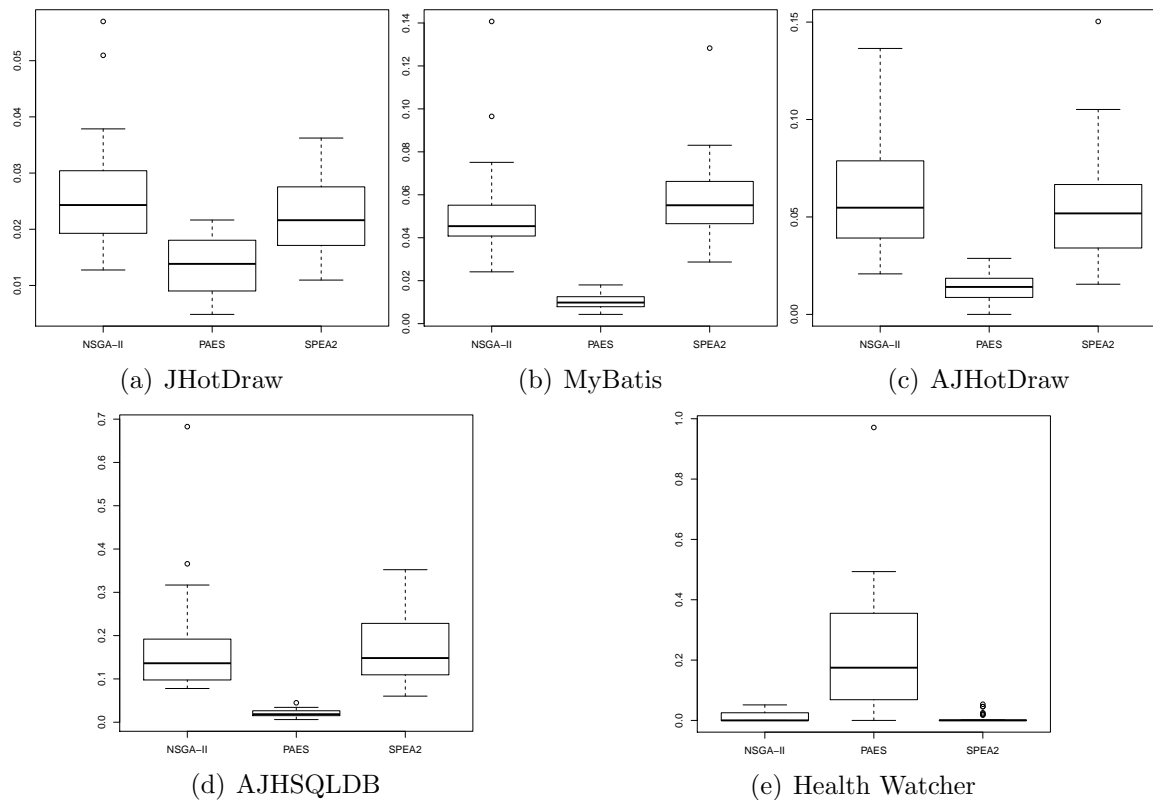 0.01 0.02 0.03 0.04 0.05
NSGA-II PAES SPEA2
(a) JHotDraw
0.00 0.02 0.04 0.06 0.08 0.10 0.12 0.14
NSGA-II PAES SPEA2
(b) MyBatis
0.00 0.05 0.10 0.15
NSGA-II PAES SPEA2
(c) AJHotDraw
0.0 0.1 0.2 0.3 0.4 0.5 0.6 0.7
NSGA-II PAES SPEA2
(d) AJHSQLDB
0.0 0.2 0.4 0.6 0.8 1.0
NSGA-II PAES SPEA2
(e) Health Watcher